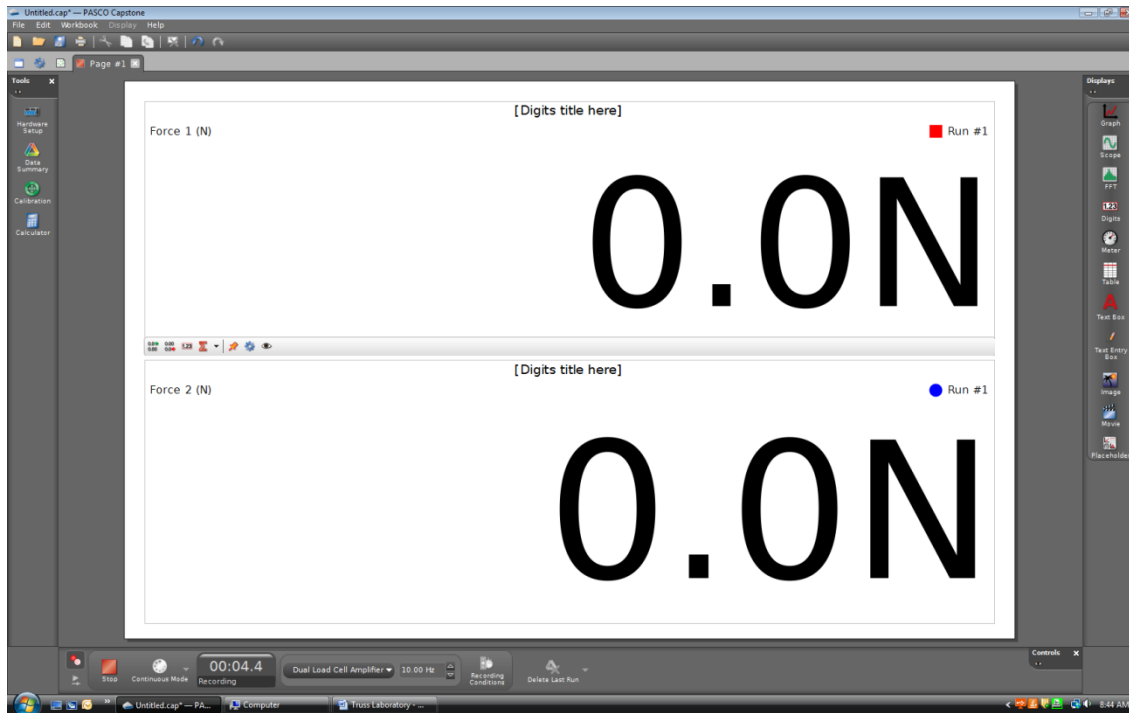 Untitled.cap* — PASCO Capstone
File Edit Workbook Display Help
Page #1
Tools
Hardware
Setup
Data
Summary
Calibration
Calculator
[Digits title here]
Force 1 (N)
Run #1
0.0N
[Digits title here]
Force 2 (N)
Run #1
0.0N
Displays
Graph
Scope
FFT
1.23
Digits
Meter
Table
A
Text Box
Text Entry
Box
Image
Movie
Placeholder
Stop
Continuous Mode
00:04.4
Recording
Dual Load Cell Amplifier
10.00 Hz
Recording
Conditions
Delete Last Run
Controls
Untitled.cap* — PA...
Computer
Truss Laboratory - ...
8:44 AM